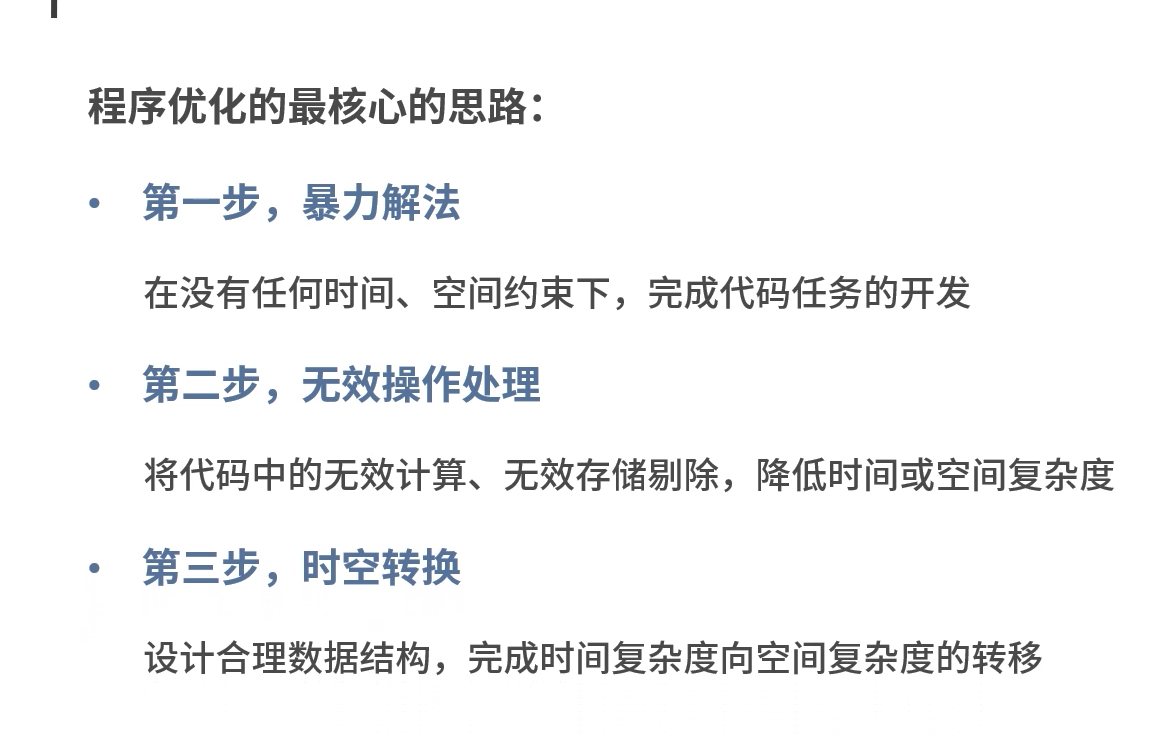 程序优化的最核心的思路：
• 第一步，暴力解法
在没有任何时间、空间约束下，完成代码任务的开发
• 第二步，无效操作处理
将代码中的无效计算、无效存储剔除，降低时间或空间复杂度
• 第三步，时空转换
设计合理数据结构，完成时间复杂度向空间复杂度的转移